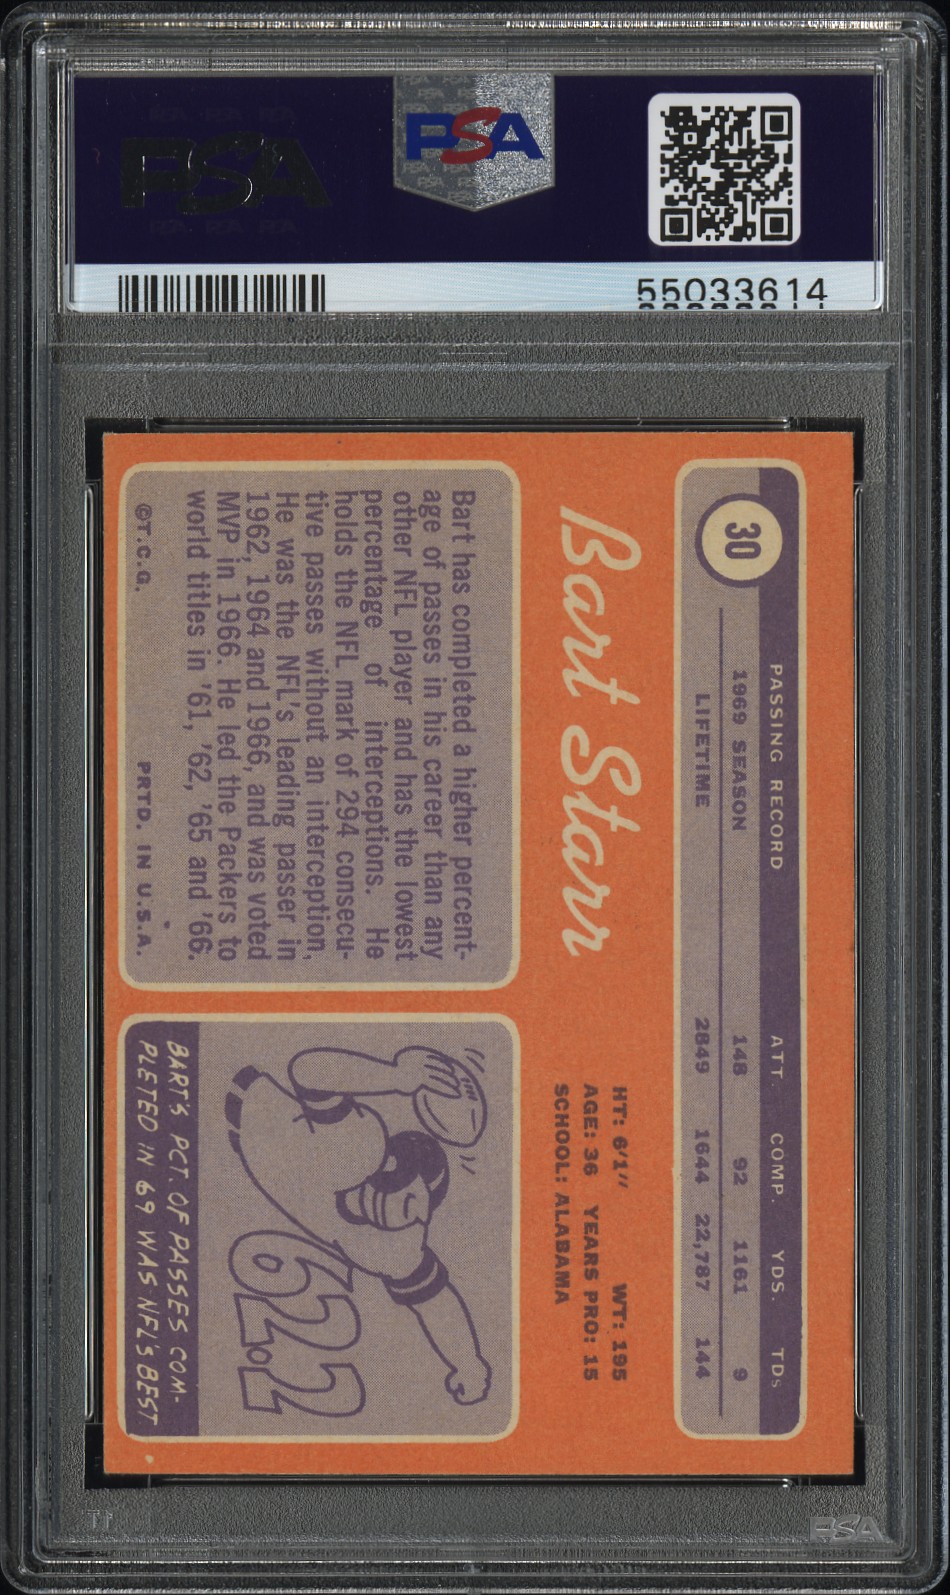 PSA
PSA
55033614
30
PASSING RECORD ATT. COMP. YDS. TDs
1969 SEASON 148 92 1161 9
LIFETIME 2849 1644 22,787 144
Bart Starr
HT: 6'1" WT: 195
AGE: 36 YEARS PRO: 15
SCHOOL: ALABAMA
Bart has completed a higher percent-
age of passes in his career than any
other NFL player and has the lowest
percentage of interceptions. He
holds the NFL mark of 294 consecu-
tive passes without an interception.
He was the NFL's leading passer in
1962, 1964 and 1966, and was voted
MVP in 1966. He led the Packers to
world titles in '61, '62, '65 and '66.
©T.C.G. PRTD. IN U.S.A.
62.2
BART'S PCT. OF PASSES COM-
PLETED IN 69 WAS NFL'S BEST
PSA